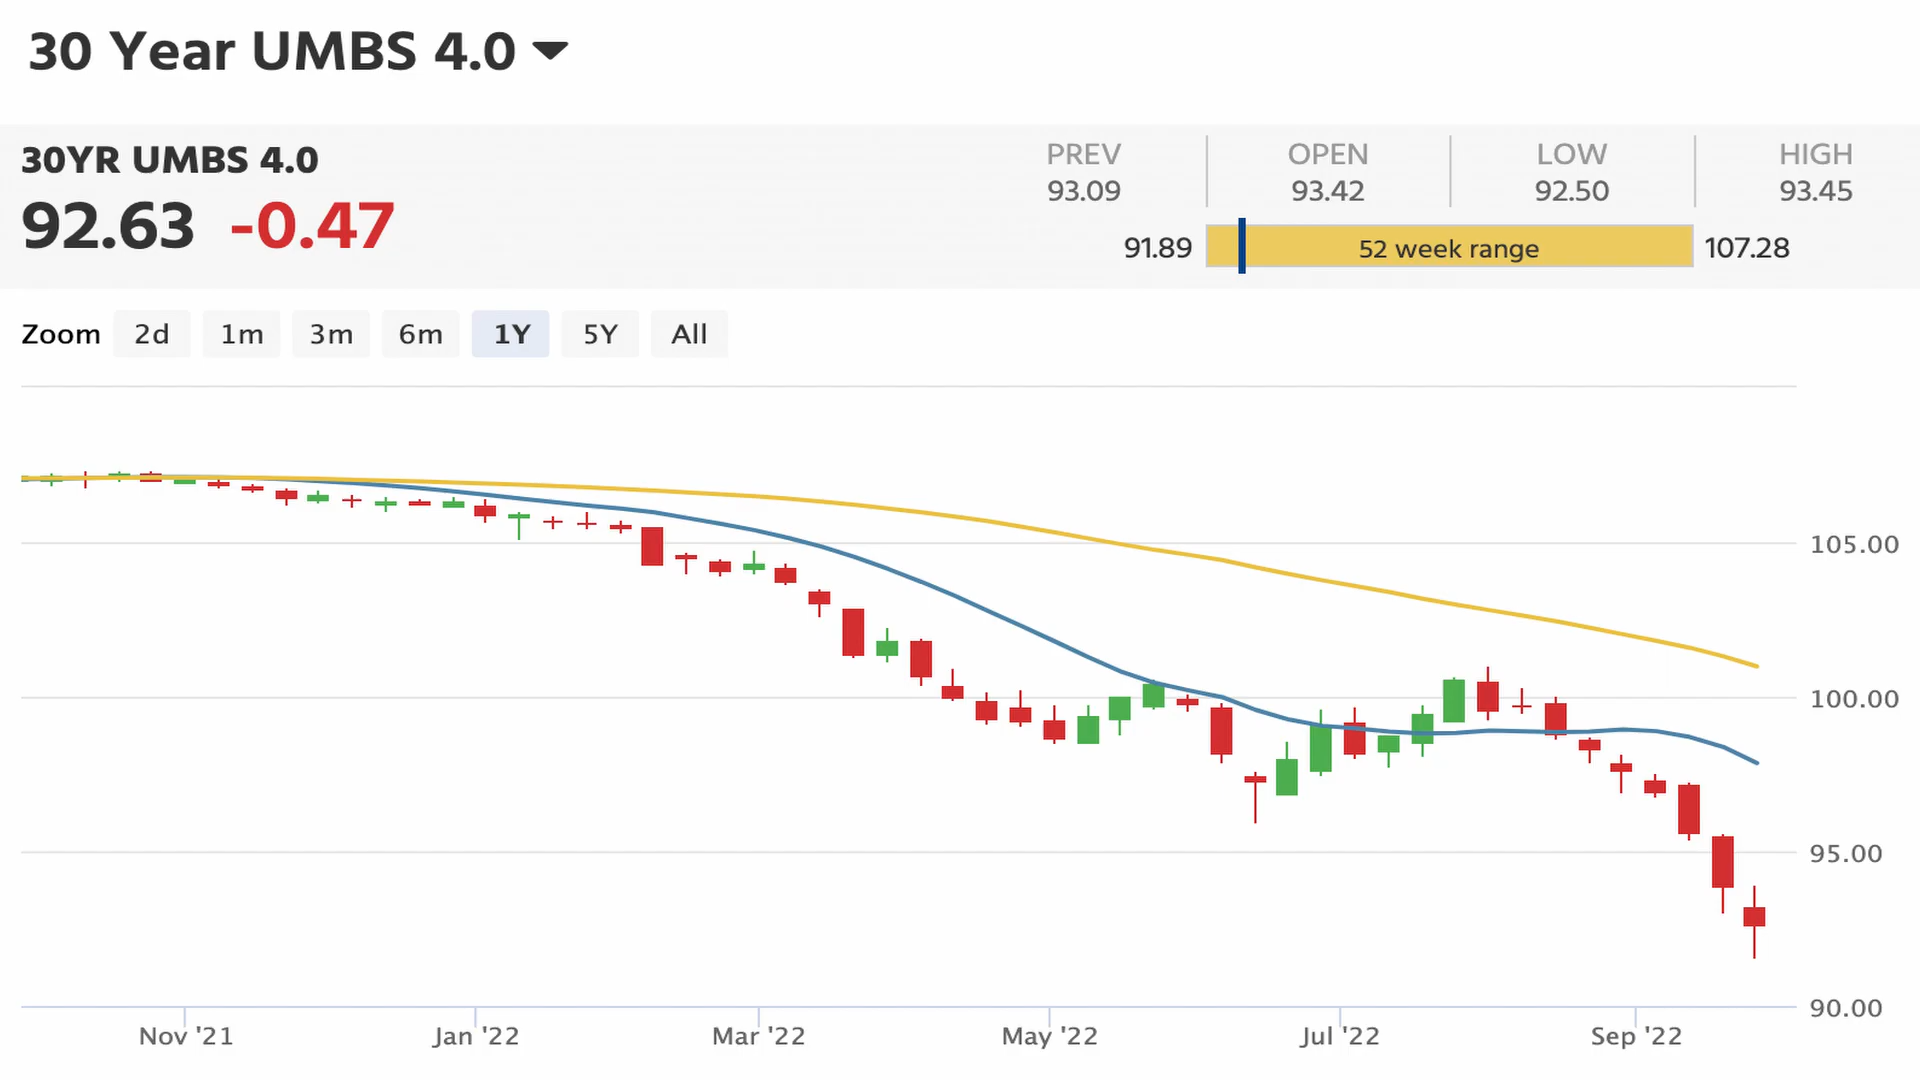 30 Year UMBS 4.0
30YR UMBS 4.0
92.63 -0.47
PREV OPEN LOW HIGH
93.09 93.42 92.50 93.45
91.89 52 week range 107.28
Zoom 2d 1m 3m 6m 1Y 5Y All
105.00
100.00
95.00
90.00
Nov '21 Jan '22 Mar '22 May '22 Jul '22 Sep '22